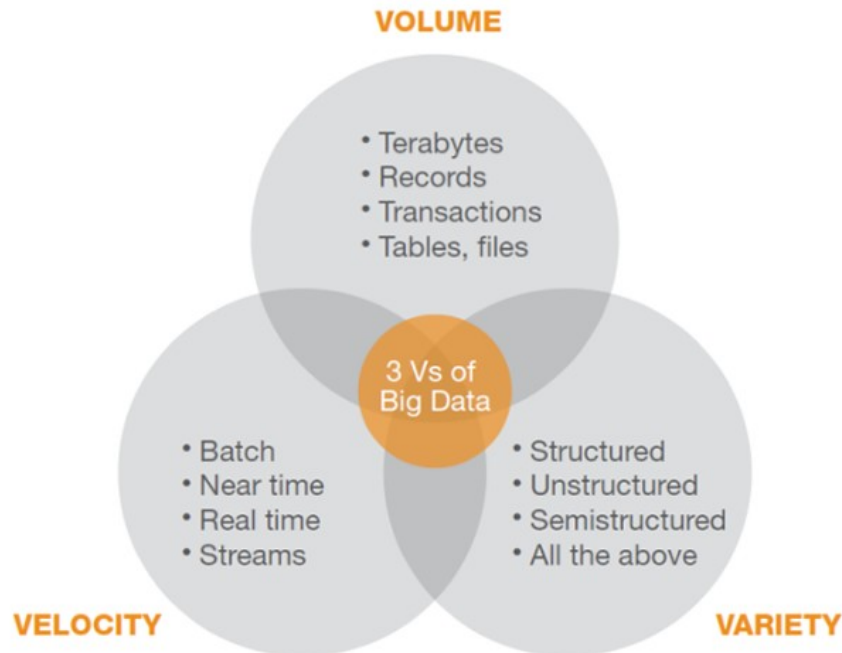 VOLUME
• Terabytes
• Records
• Transactions
• Tables, files
3 Vs of
Big Data
• Batch
• Near time
• Real time
• Streams
• Structured
• Unstructured
• Semistructured
• All the above
VELOCITY
VARIETY